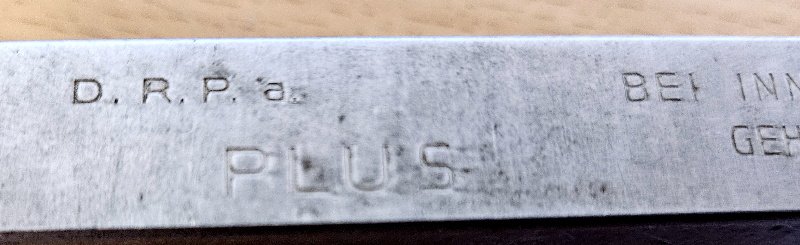 D. R. P. a. BEI INN
PLUS GEH